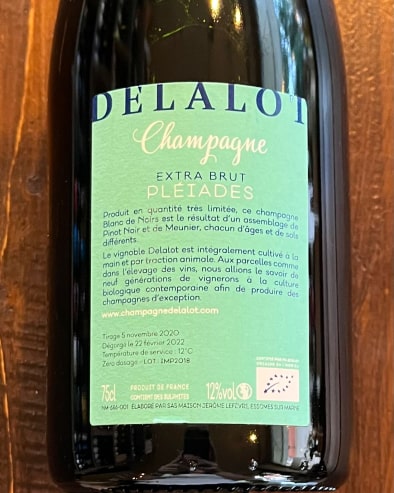 DELALOT
Champagne
EXTRA BRUT
PLÉIADES
Produit en quantité très limitée, ce champagne
Blanc de Noirs est le résultat d'un assemblage de
Pinot Noir et de Meunier, chacun d'âges et de sols
différents.
Le vignoble Delalot est intégralement cultivé à la
main et par traction animale. Aux parcelles comme
dans l'élevage des vins, nous allions le savoir de
neuf générations de vignerons à la culture
biologique contemporaine afin de produire des
champagnes d'exception.
www.champagnedelalot.com
Tirage 5 novembre 2020
Dégorgé le 22 février 2022
Température de service : 12°C
Zéro dosage - LOT : IMP2018
75cl
PRODUIT DE FRANCE
CONTIENT DES SULFITES
12%vol
ÉLABORÉ PAR SAS MAISON JÉRÔME LEFEVRE, ESSÔMES SUR MARNE